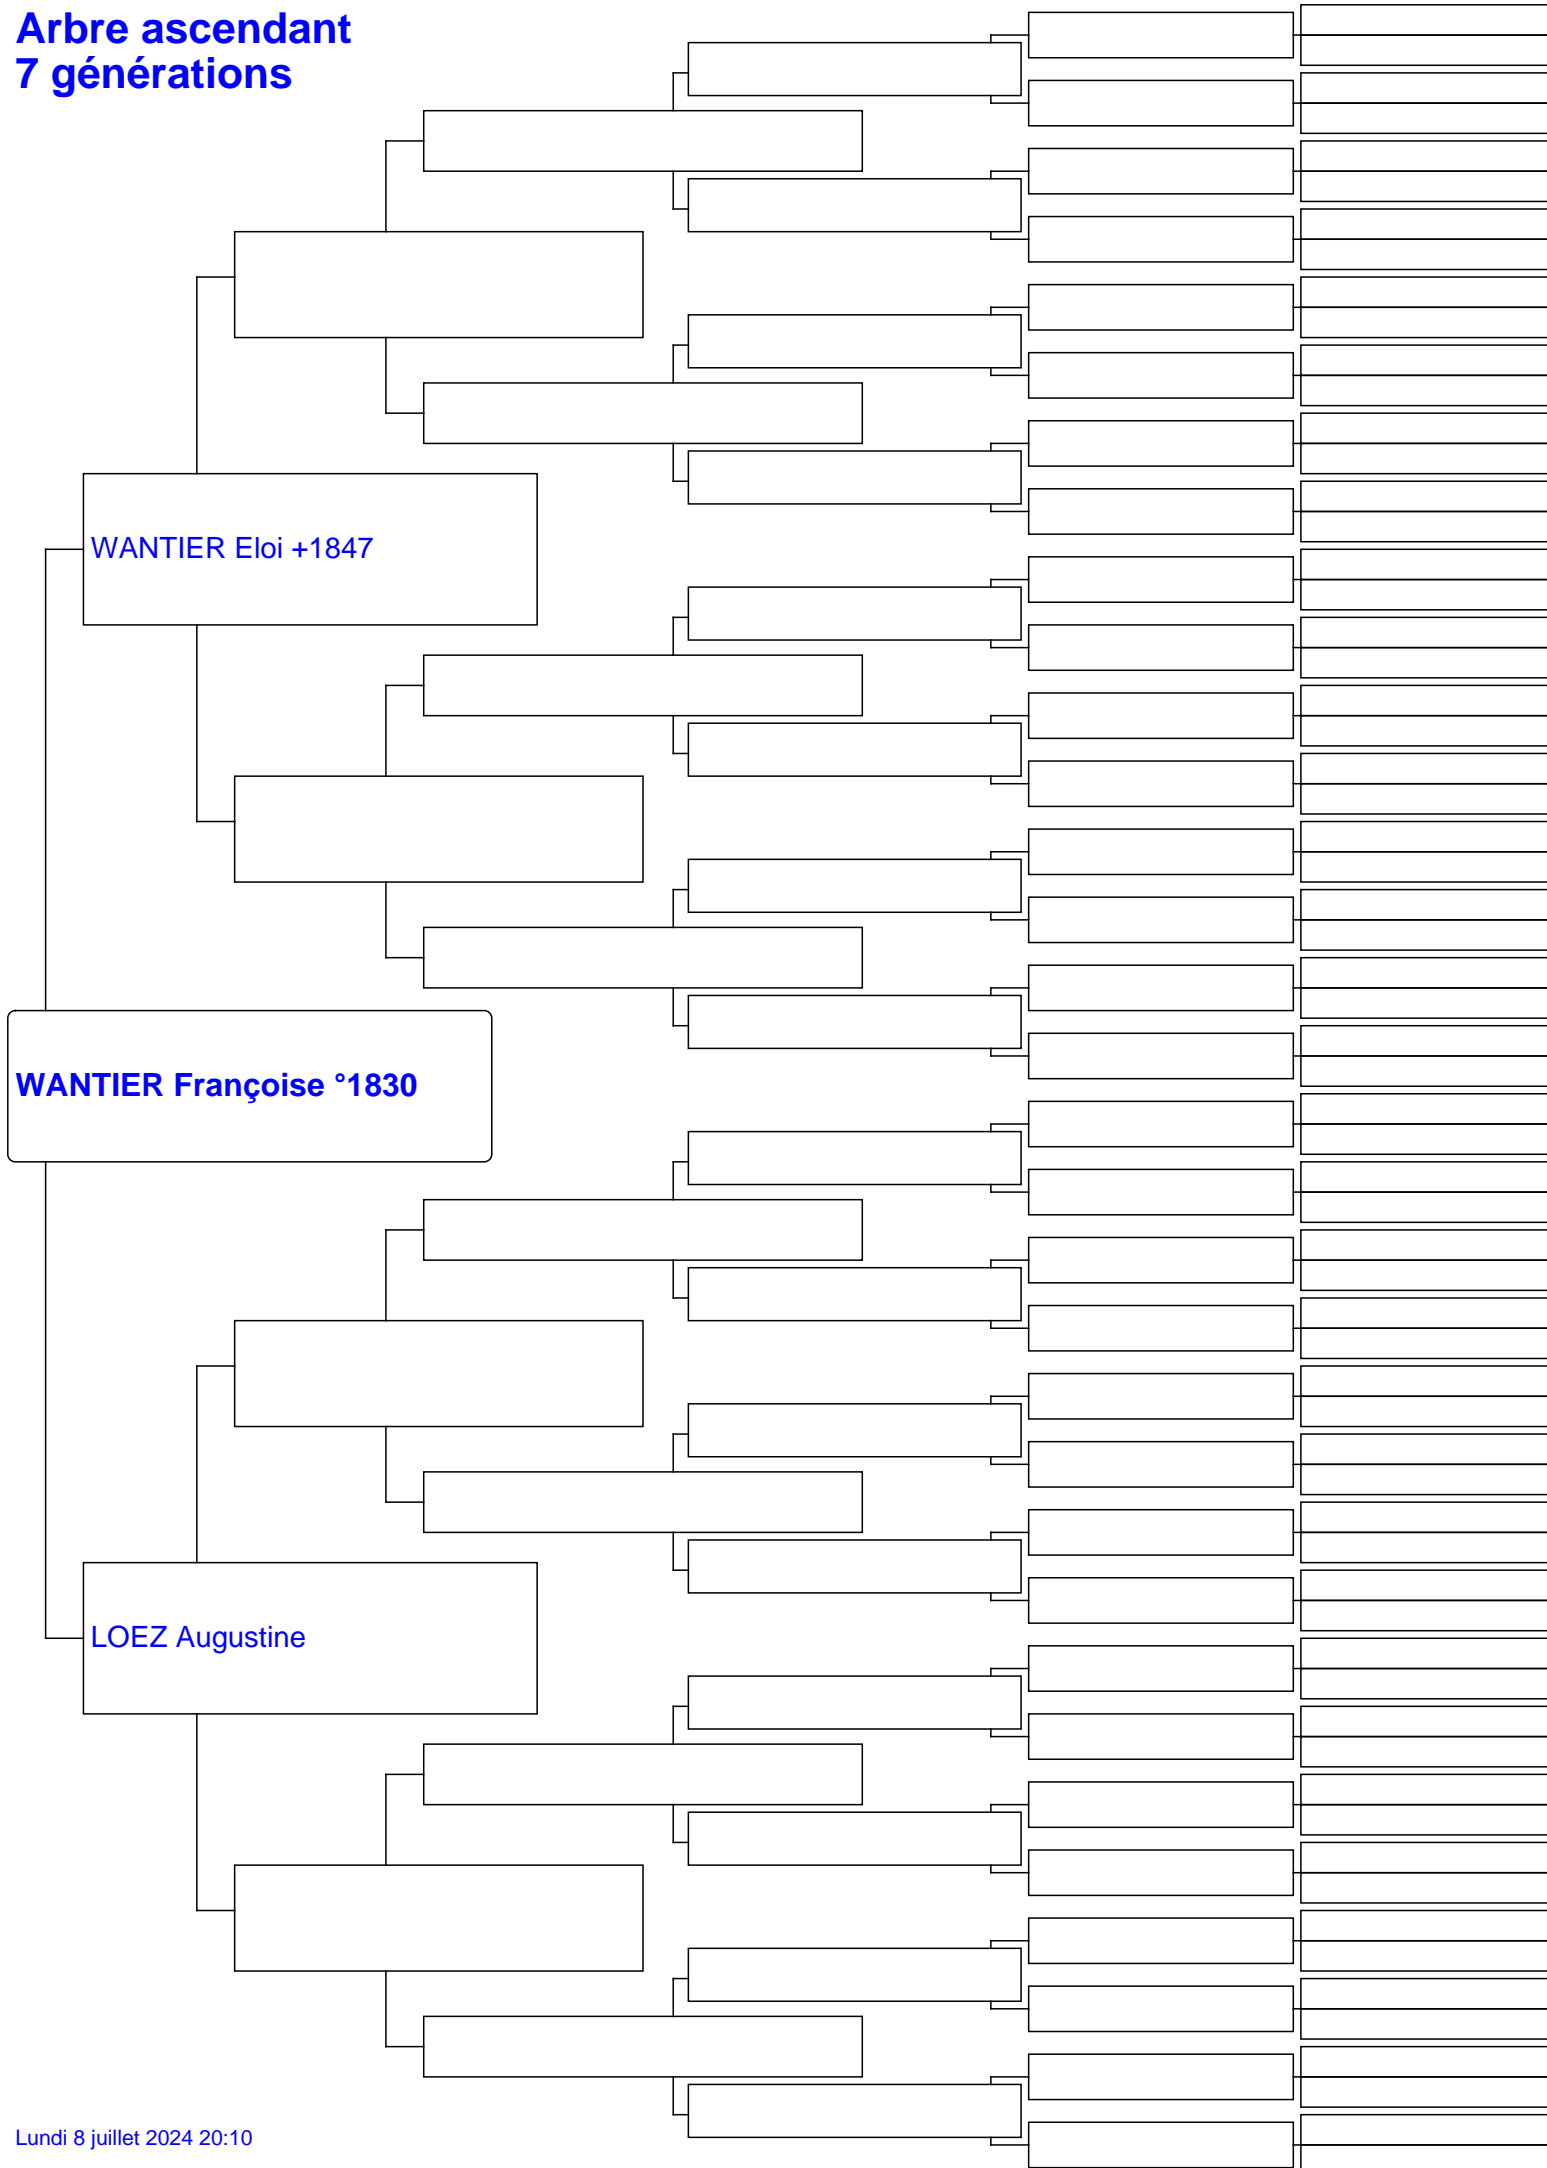 Arbre ascendant
7 générations
WANTIER Eloi +1847
WANTIER Françoise °1830
LOEZ Augustine
Lundi 8 juillet 2024 20:10